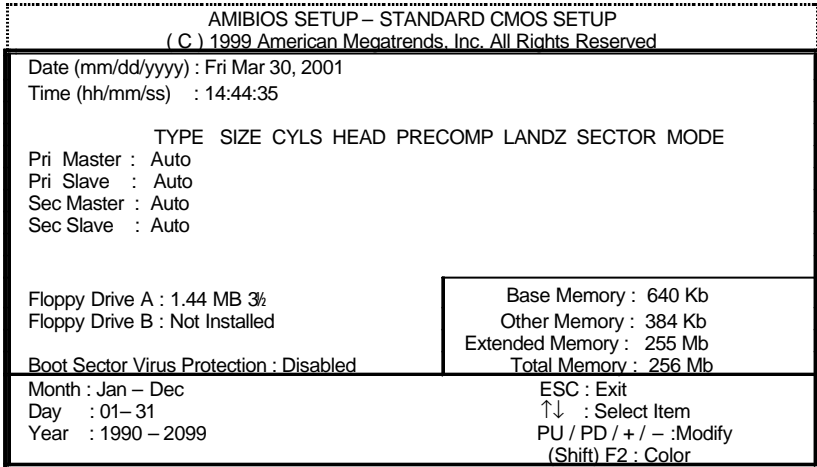 AMIBIOS SETUP – STANDARD CMOS SETUP
( C ) 1999 American Megatrends, Inc. All Rights Reserved
Date (mm/dd/yyyy) : Fri Mar 30, 2001
Time (hh/mm/ss) : 14:44:35
TYPE SIZE CYLS HEAD PRECOMP LANDZ SECTOR MODE
Pri Master : Auto
Pri Slave : Auto
Sec Master : Auto
Sec Slave : Auto
Floppy Drive A : 1.44 MB 3½
Floppy Drive B : Not Installed
Boot Sector Virus Protection : Disabled
Base Memory : 640 Kb
Other Memory : 384 Kb
Extended Memory : 255 Mb
Total Memory : 256 Mb
Month : Jan – Dec
Day : 01– 31
Year : 1990 – 2099
ESC : Exit
↑↓ : Select Item
PU / PD / + / – :Modify
(Shift) F2 : Color